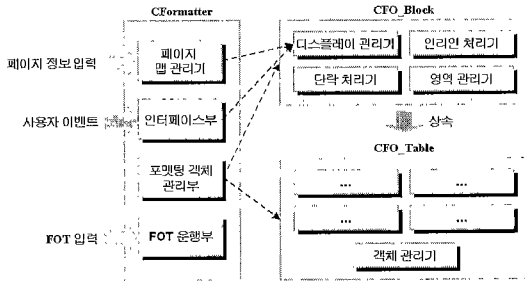 CFormatter
CFO_Block
페이지 정보 입력
페이지
맵 관리기
디스플레이 관리기
인라인 처리기
단락 처리기
영역 관리기
사용자 이벤트
인터페이스부
상속
CFO_Table
포맷팅 객체
관리부
...
...
...
...
FOT 입력
FOT 운행부
객체 관리기